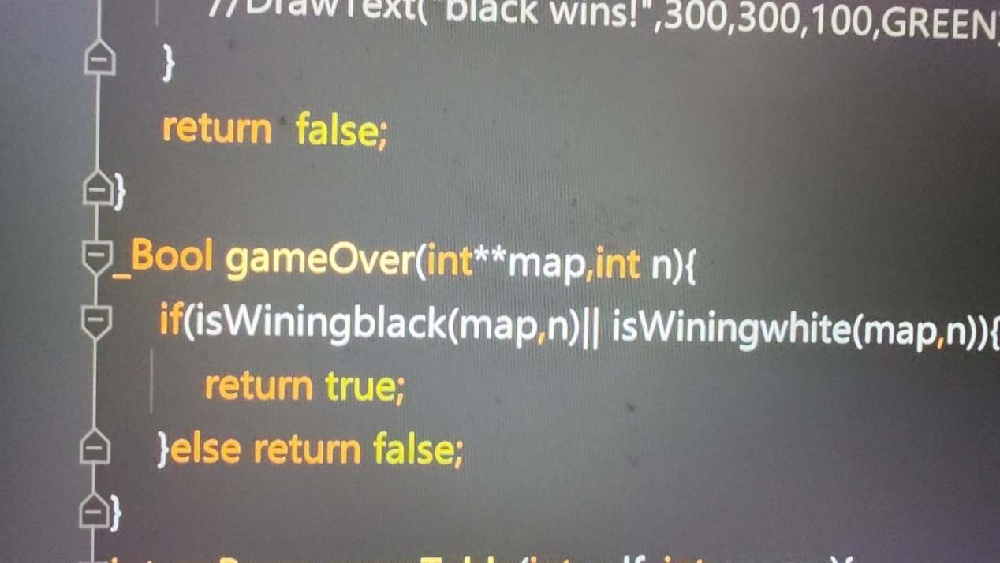 //DrawText("black wins!",300,300,100,GREEN)
}
return false;
}
_Bool gameOver(int**map,int n){
if(isWiningblack(map,n)|| isWiningwhite(map,n)){
return true;
}else return false;
}